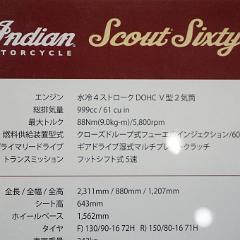 Indian Scout Sixty
TORCYCLE
エンジン 水冷4ストロークDOHC V型2気筒
総排気量 999cc/ 61 cu in
最大トルク 88Nm(9.0kg-m)/5,800rpm
燃料供給装置型式 クローズドループ式フューエルインジェクション/60
プライマリードライブ ギアドライブ湿式マルチプレートクラッチ
トランスミッション フットシフト式 5速
全長 / 全幅 / 全高 2,311mm / 880mm / 1,207mm
シート高 643mm
ホイールベース 1,562mm
タイヤ F) 130/90-16 72H R) 150/80-16 71H